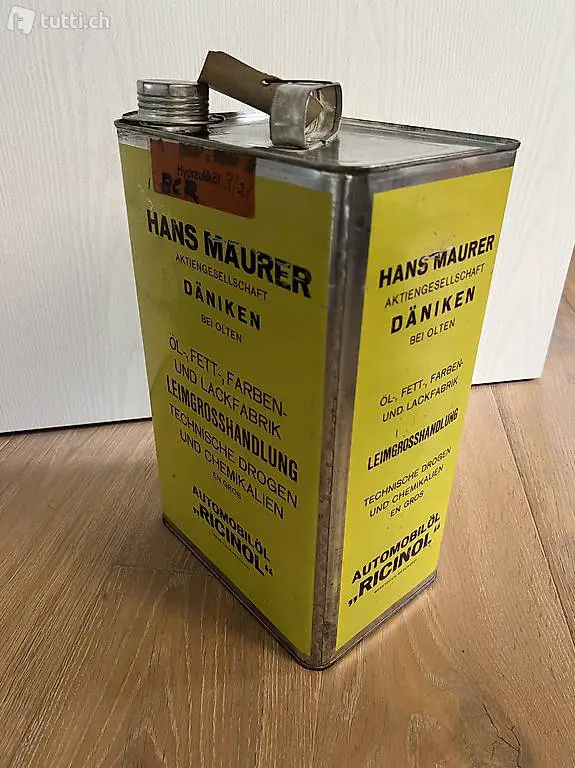 tutti.ch
Hydrauliköl
HANS MAURER
AKTIENGESELLSCHAFT
DÄNIKEN
BEI OLTEN
ÖL-, FETT-, FARBEN-
UND LACKFABRIK
LEIMGROSSHANDLUNG
TECHNISCHE DROGEN
UND CHEMIKALIEN
EN GROS
AUTOMOBILÖL
„RICINOL“
HANS MAURER
AKTIENGESELLSCHAFT
DÄNIKEN
BEI OLTEN
ÖL-, FETT-, FARBEN-
UND LACKFABRIK
LEIMGROSSHANDLUNG
TECHNISCHE DROGEN
UND CHEMIKALIEN
EN GROS
AUTOMOBILÖL
„RICINOL“